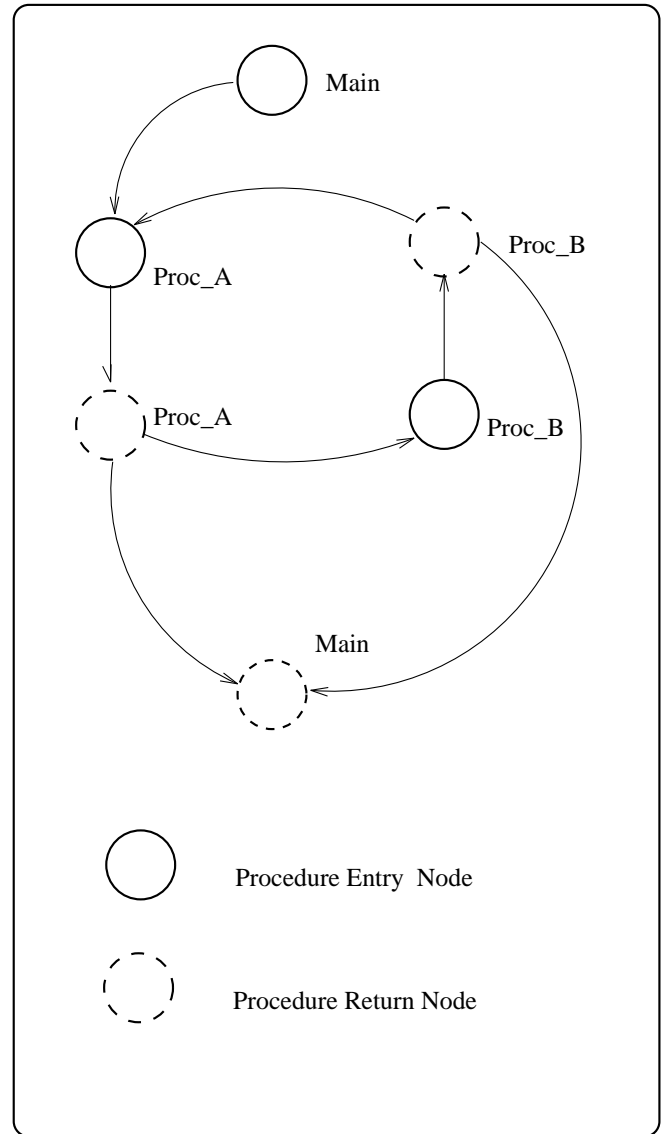 Main
Proc_B
Proc_A
Proc_A
Proc_B
Main
Procedure Entry Node
Procedure Return Node